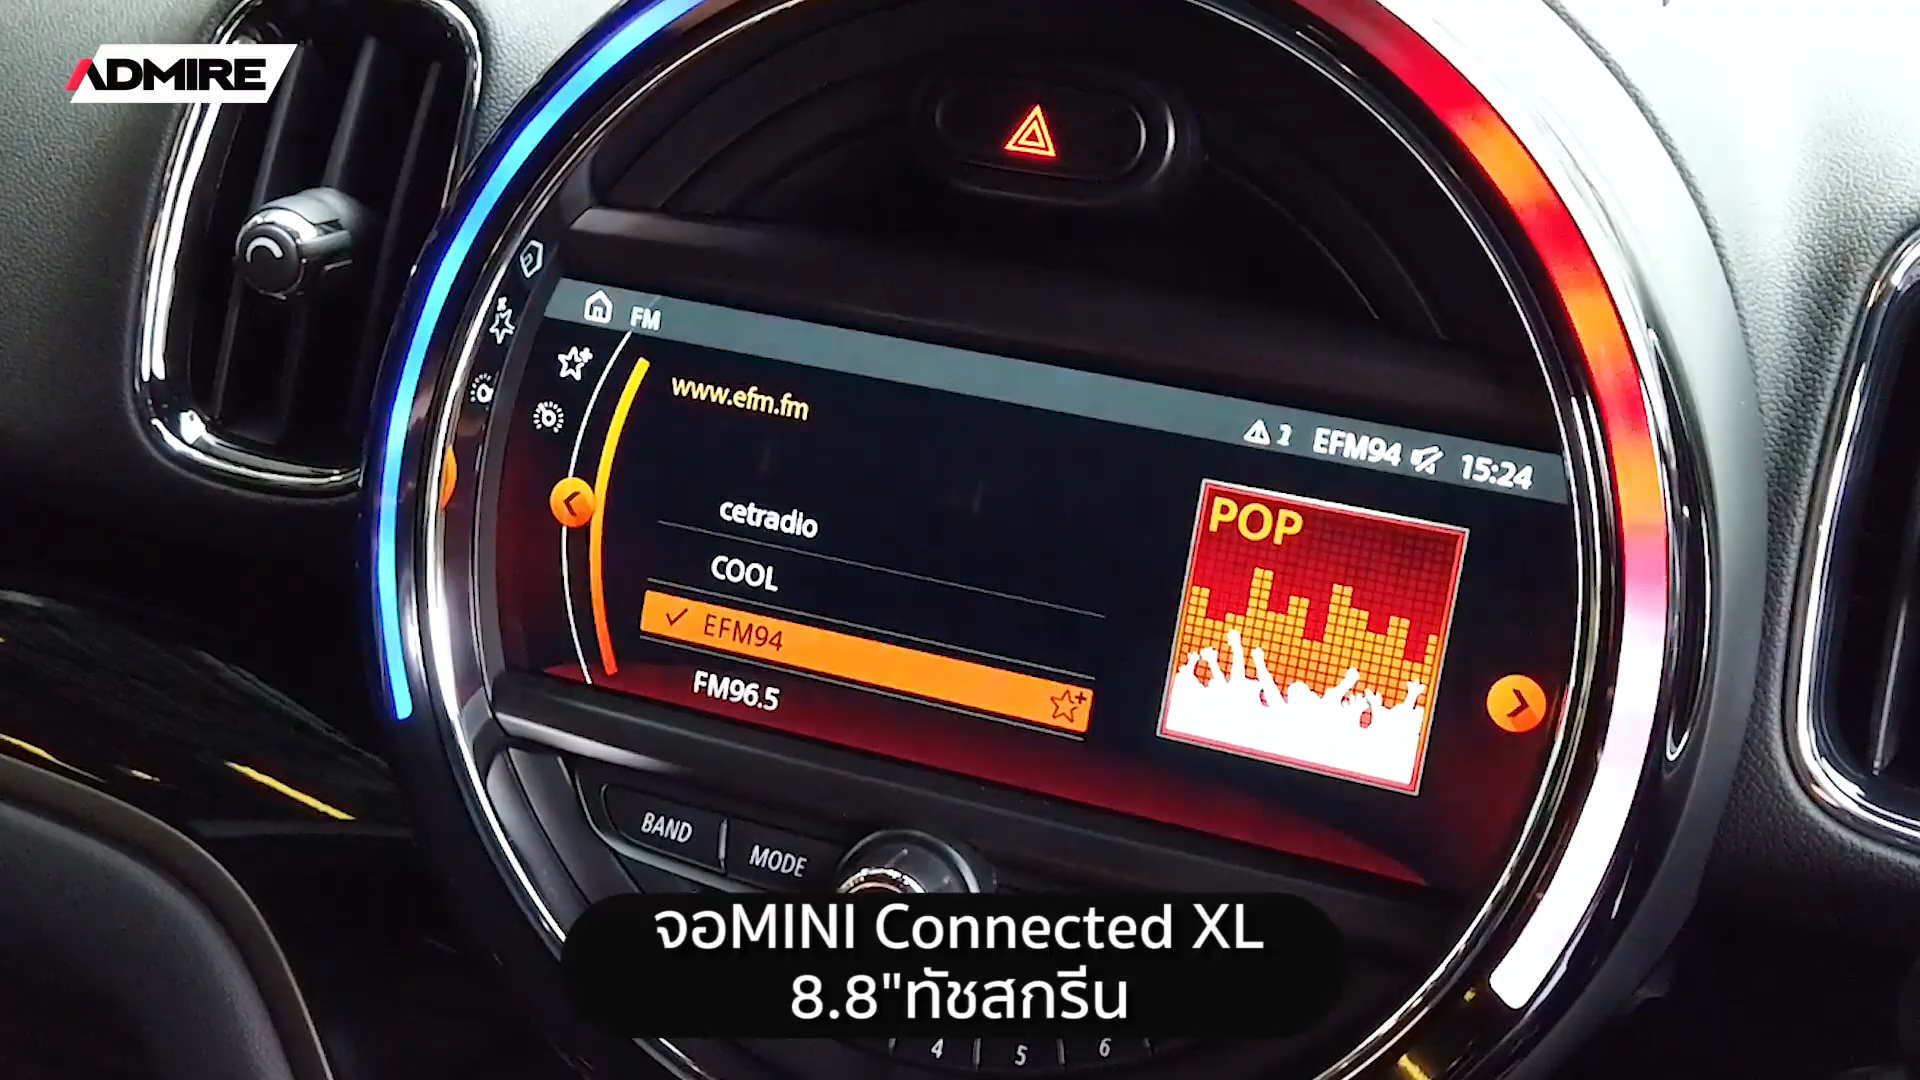 ADMIRE
FM
www.efm.fm
EFM94
15:24
POP
cetradio
COOL
EFM94
FM96.5
BAND
MODE
จอMINI Connected XL
8.8"ทัชสกรีน
4
5
6